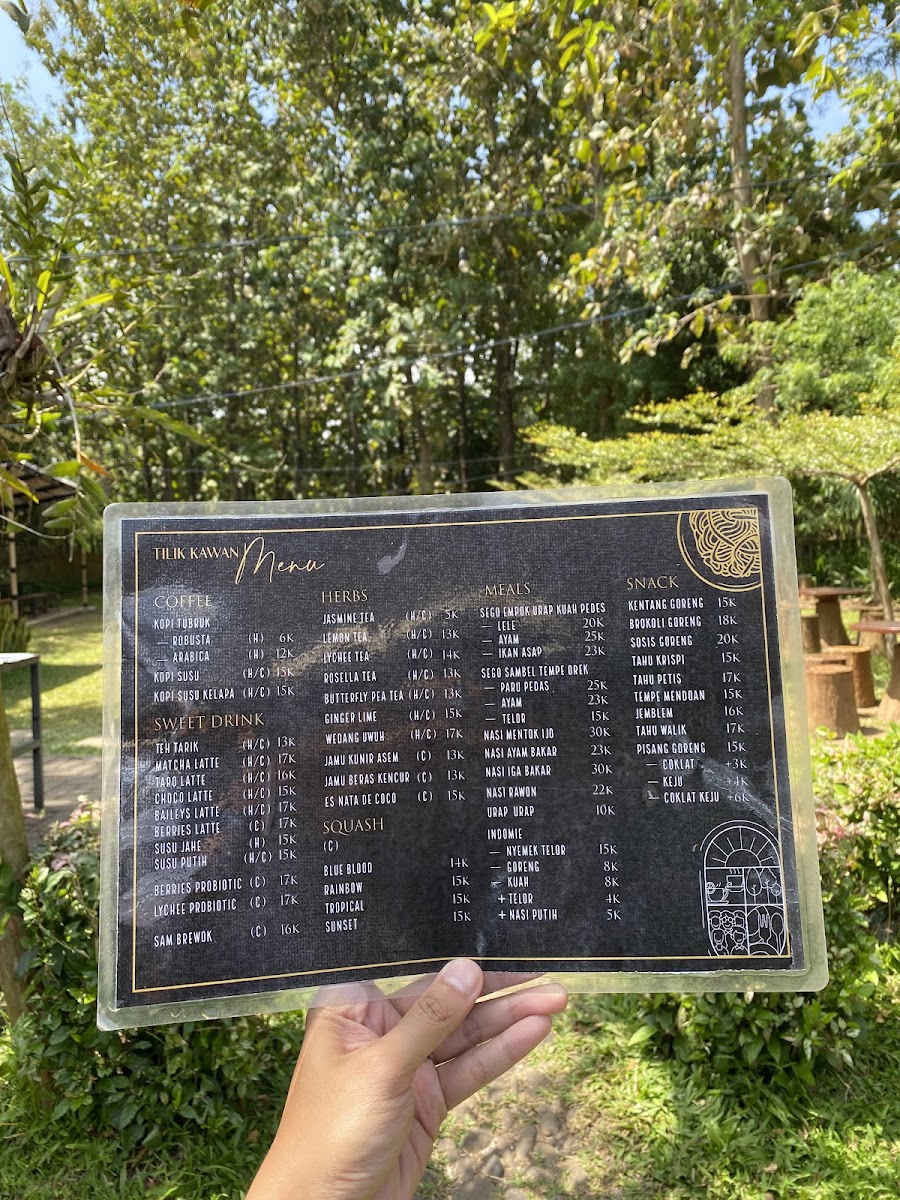 TILIK KAWAN Menu
COFFEE
KOPI TUBRUK
— ROBUSTA (H) 6K
— ARABICA (H) 12K
KOPI SUSU (H/C) 15K
KOPI SUSU KELAPA (H/C) 15K
SWEET DRINK
TEH TARIK (H/C) 13K
MATCHA LATTE (H/C) 17K
TARO LATTE (H/C) 16K
CHOCO LATTE (H/C) 15K
BAILEYS LATTE (H/C) 17K
BERRIES LATTE (C) 17K
SUSU JAHE (H) 15K
SUSU PUTIH (H/C) 15K
BERRIES PROBIOTIC (C) 17K
LYCHEE PROBIOTIC (C) 17K
SAM BREWOK (C) 16K
HERBS
JASMINE TEA (H/C) 5K
LEMON TEA (H/C) 13K
LYCHEE TEA (H/C) 14K
ROSELLA TEA (H/C) 13K
BUTTERFLY PEA TEA (H/C) 13K
GINGER LIME (H/C) 15K
WEDANG UWUH (H/C) 17K
JAMU KUNIR ASEM (C) 13K
JAMU BERAS KENCUR (C) 13K
ES NATA DE COCO (C) 15K
SQUASH
(C)
BLUE BLOOD 14K
RAINBOW 15K
TROPICAL 15K
SUNSET 15K
MEALS
SEGO EMPOK URAP KUAH PEDES
— LELE 20K
— AYAM 25K
— IKAN ASAP 23K
SEGO SAMBEL TEMPE OREK
— PARU PEDAS 25K
— AYAM 23K
— TELOR 15K
NASI MENTOK IJO 30K
NASI AYAM BAKAR 23K
NASI IGA BAKAR 30K
NASI RAWON 22K
URAP URAP 10K
INDOMIE
— NYEMEK TELOR 15K
— GORENG 8K
— KUAH 8K
+ TELOR 4K
+ NASI PUTIH 5K
SNACK
KENTANG GORENG 15K
BROKOLI GORENG 18K
SOSIS GORENG 20K
TAHU KRISPI 15K
TAHU PETIS 17K
TEMPE MENDOAN 15K
JEMBLEM 16K
TAHU WALIK 17K
PISANG GORENG 15K
— COKLAT +3K
— KEJU +4K
— COKLAT KEJU +6K